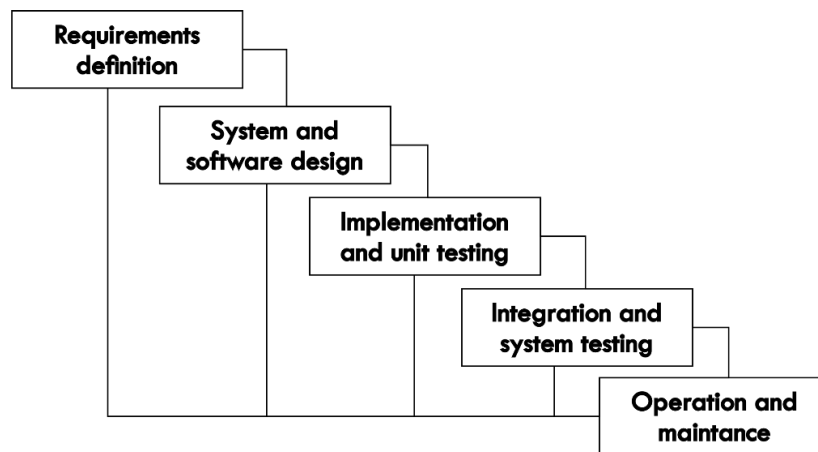 Requirements
definition
System and
software design
Implementation
and unit testing
Integration and
system testing
Operation and
maintance